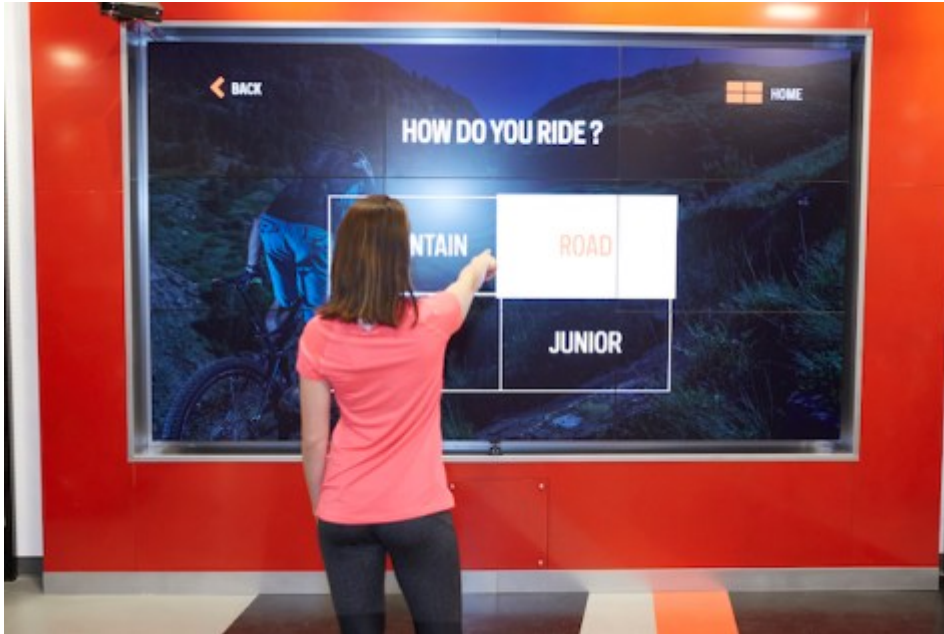 BACK
HOME
HOW DO YOU RIDE ?
NTAIN
ROAD
JUNIOR